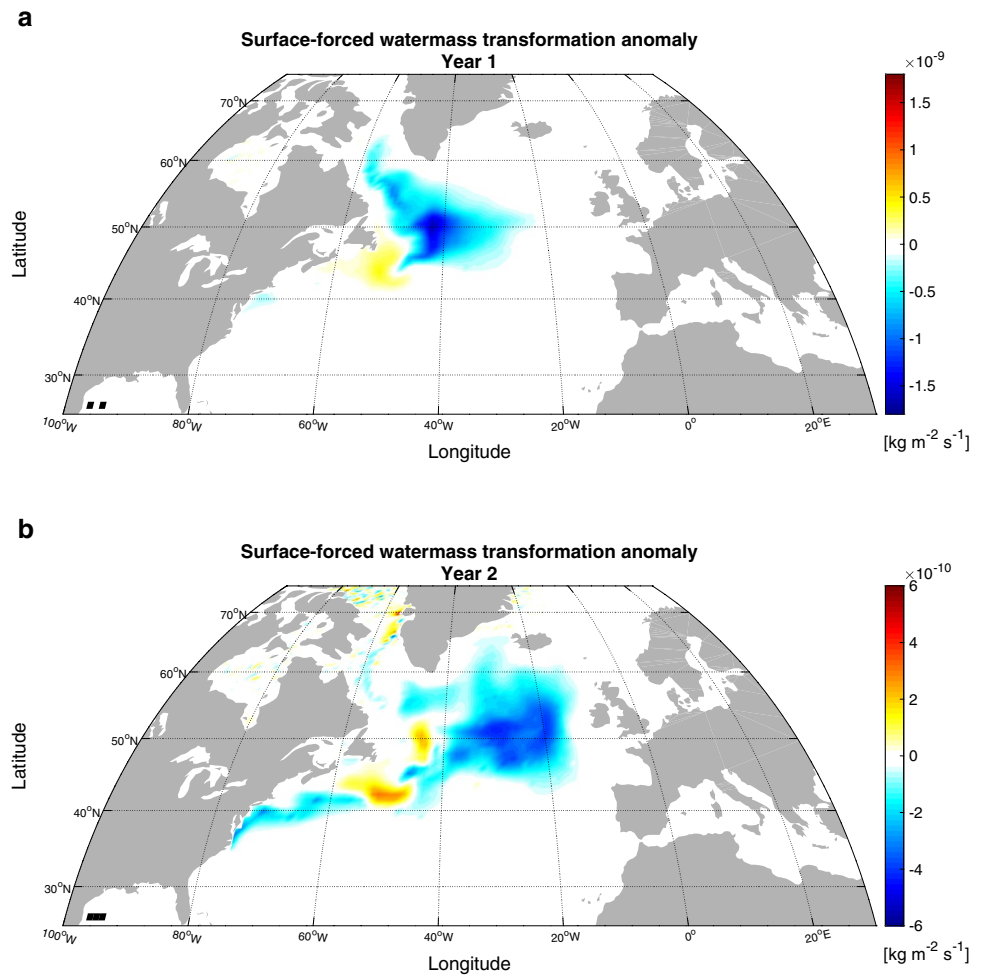 a
Surface-forced watermass transformation anomaly
Year 1
×10⁻⁹
70°N
60°N
50°N
40°N
30°N
Latitude
100°W 80°W 60°W 40°W 20°W 0° 20°E
Longitude
1.5
1
0.5
0
-0.5
-1
-1.5
[kg m⁻² s⁻¹]
b
Surface-forced watermass transformation anomaly
Year 2
×10⁻¹⁰
70°N
60°N
50°N
40°N
30°N
Latitude
100°W 80°W 60°W 40°W 20°W 0° 20°E
Longitude
6
4
2
0
-2
-4
-6
[kg m⁻² s⁻¹]